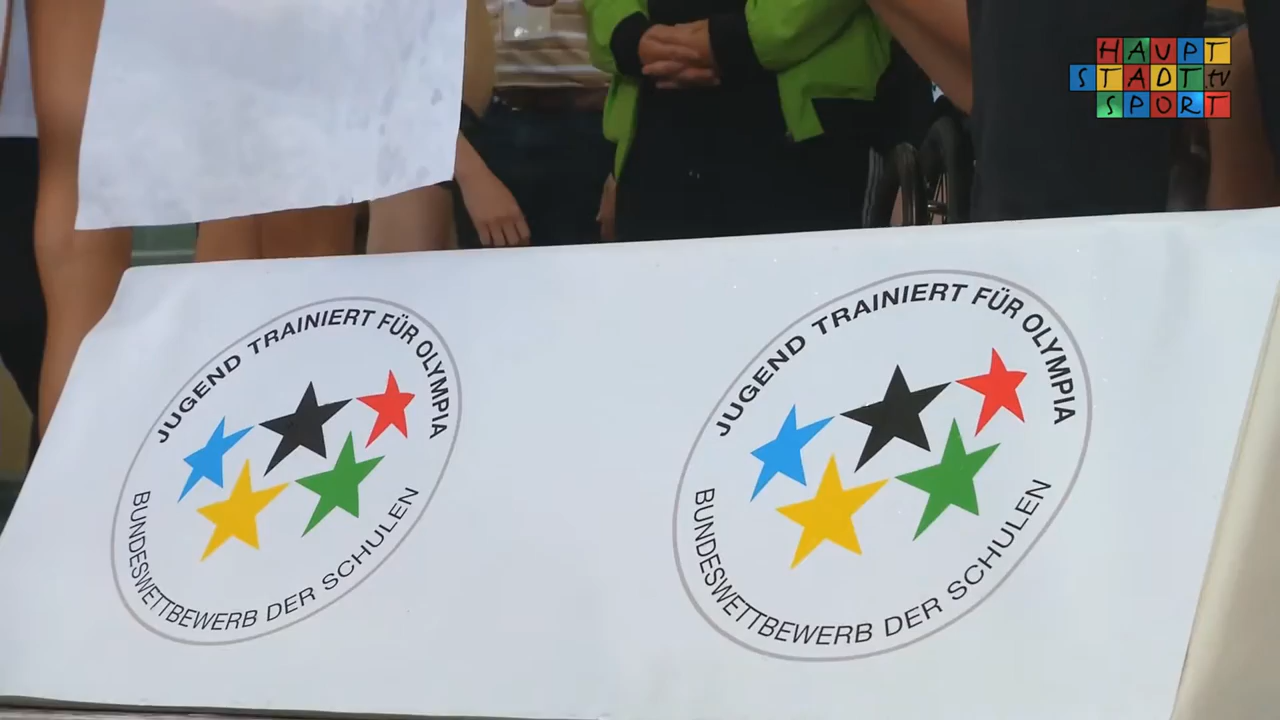 HAUPT
STADT.tv
SPORT
JUGEND TRAINIERT FÜR OLYMPIA
BUNDESWETTBEWERB DER SCHULEN
JUGEND TRAINIERT FÜR OLYMPIA
BUNDESWETTBEWERB DER SCHULEN